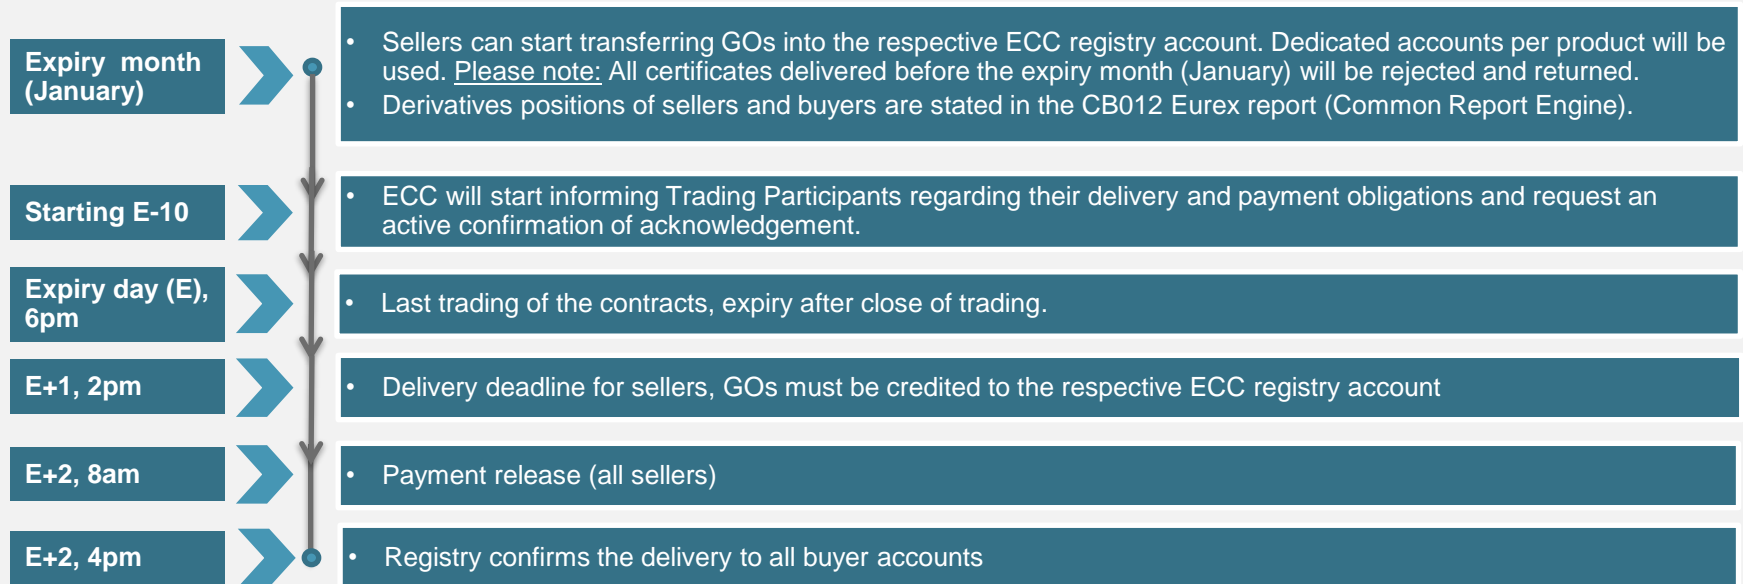 Expiry month
(January)
• Sellers can start transferring GOs into the respective ECC registry account. Dedicated accounts per product will be
used. Please note: All certificates delivered before the expiry month (January) will be rejected and returned.
• Derivatives positions of sellers and buyers are stated in the CB012 Eurex report (Common Report Engine).
Starting E-10
• ECC will start informing Trading Participants regarding their delivery and payment obligations and request an
active confirmation of acknowledgement.
Expiry day (E),
6pm
• Last trading of the contracts, expiry after close of trading.
E+1, 2pm
• Delivery deadline for sellers, GOs must be credited to the respective ECC registry account
E+2, 8am
• Payment release (all sellers)
E+2, 4pm
• Registry confirms the delivery to all buyer accounts